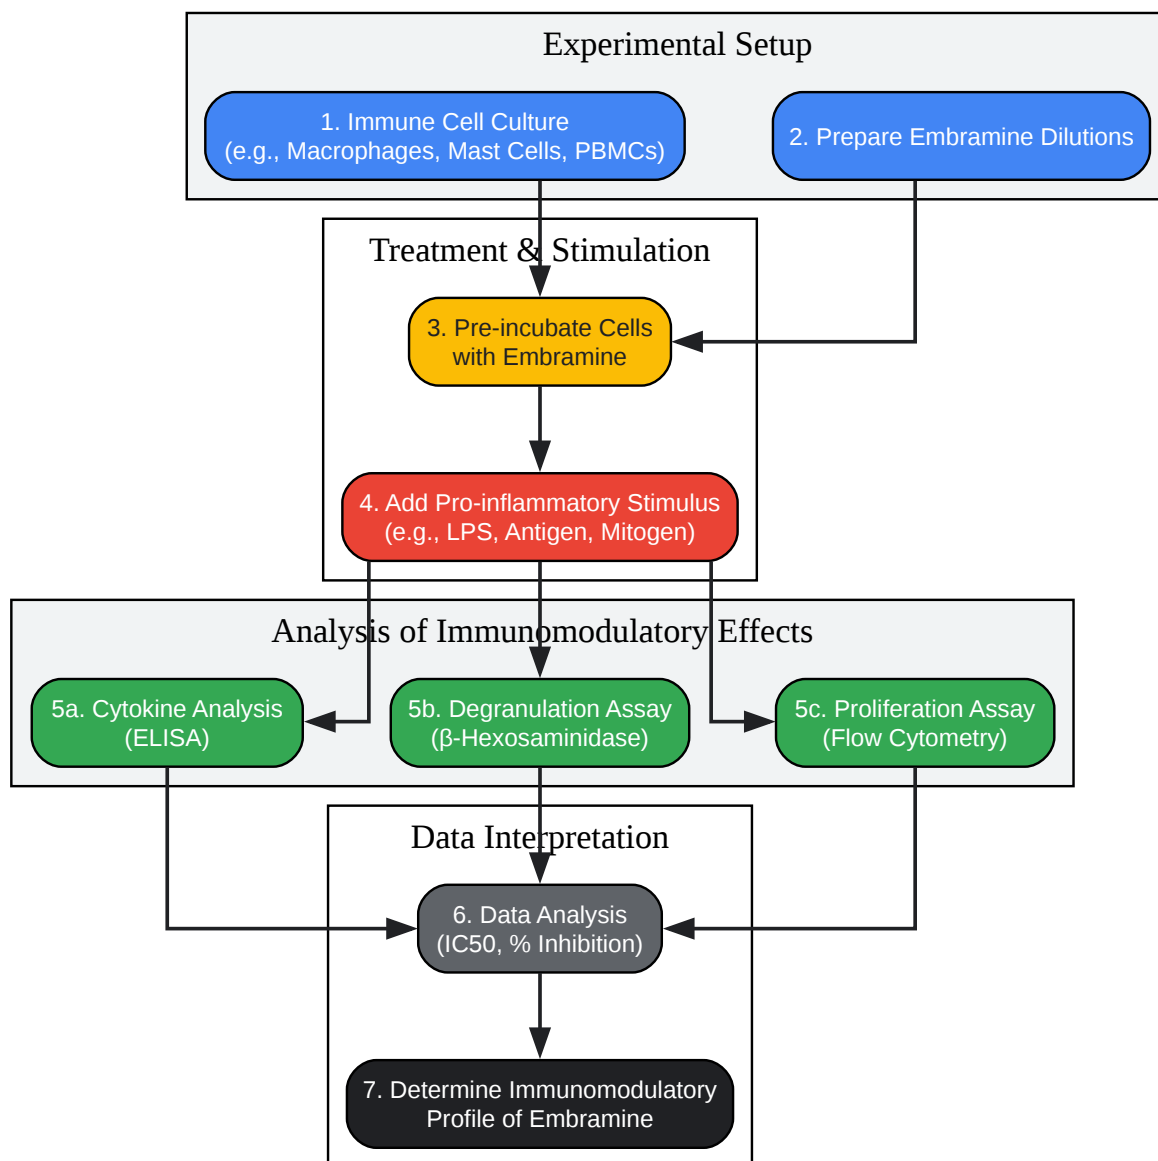 Experimental Setup
1. Immune Cell Culture
(e.g., Macrophages, Mast Cells, PBMCs)
2. Prepare Embramine Dilutions
Treatment & Stimulation
3. Pre-incubate Cells
with Embramine
4. Add Pro-inflammatory Stimulus
(e.g., LPS, Antigen, Mitogen)
Analysis of Immunomodulatory Effects
5a. Cytokine Analysis
(ELISA)
5b. Degranulation Assay
(β-Hexosaminidase)
5c. Proliferation Assay
(Flow Cytometry)
Data Interpretation
6. Data Analysis
(IC50, % Inhibition)
7. Determine Immunomodulatory
Profile of Embramine